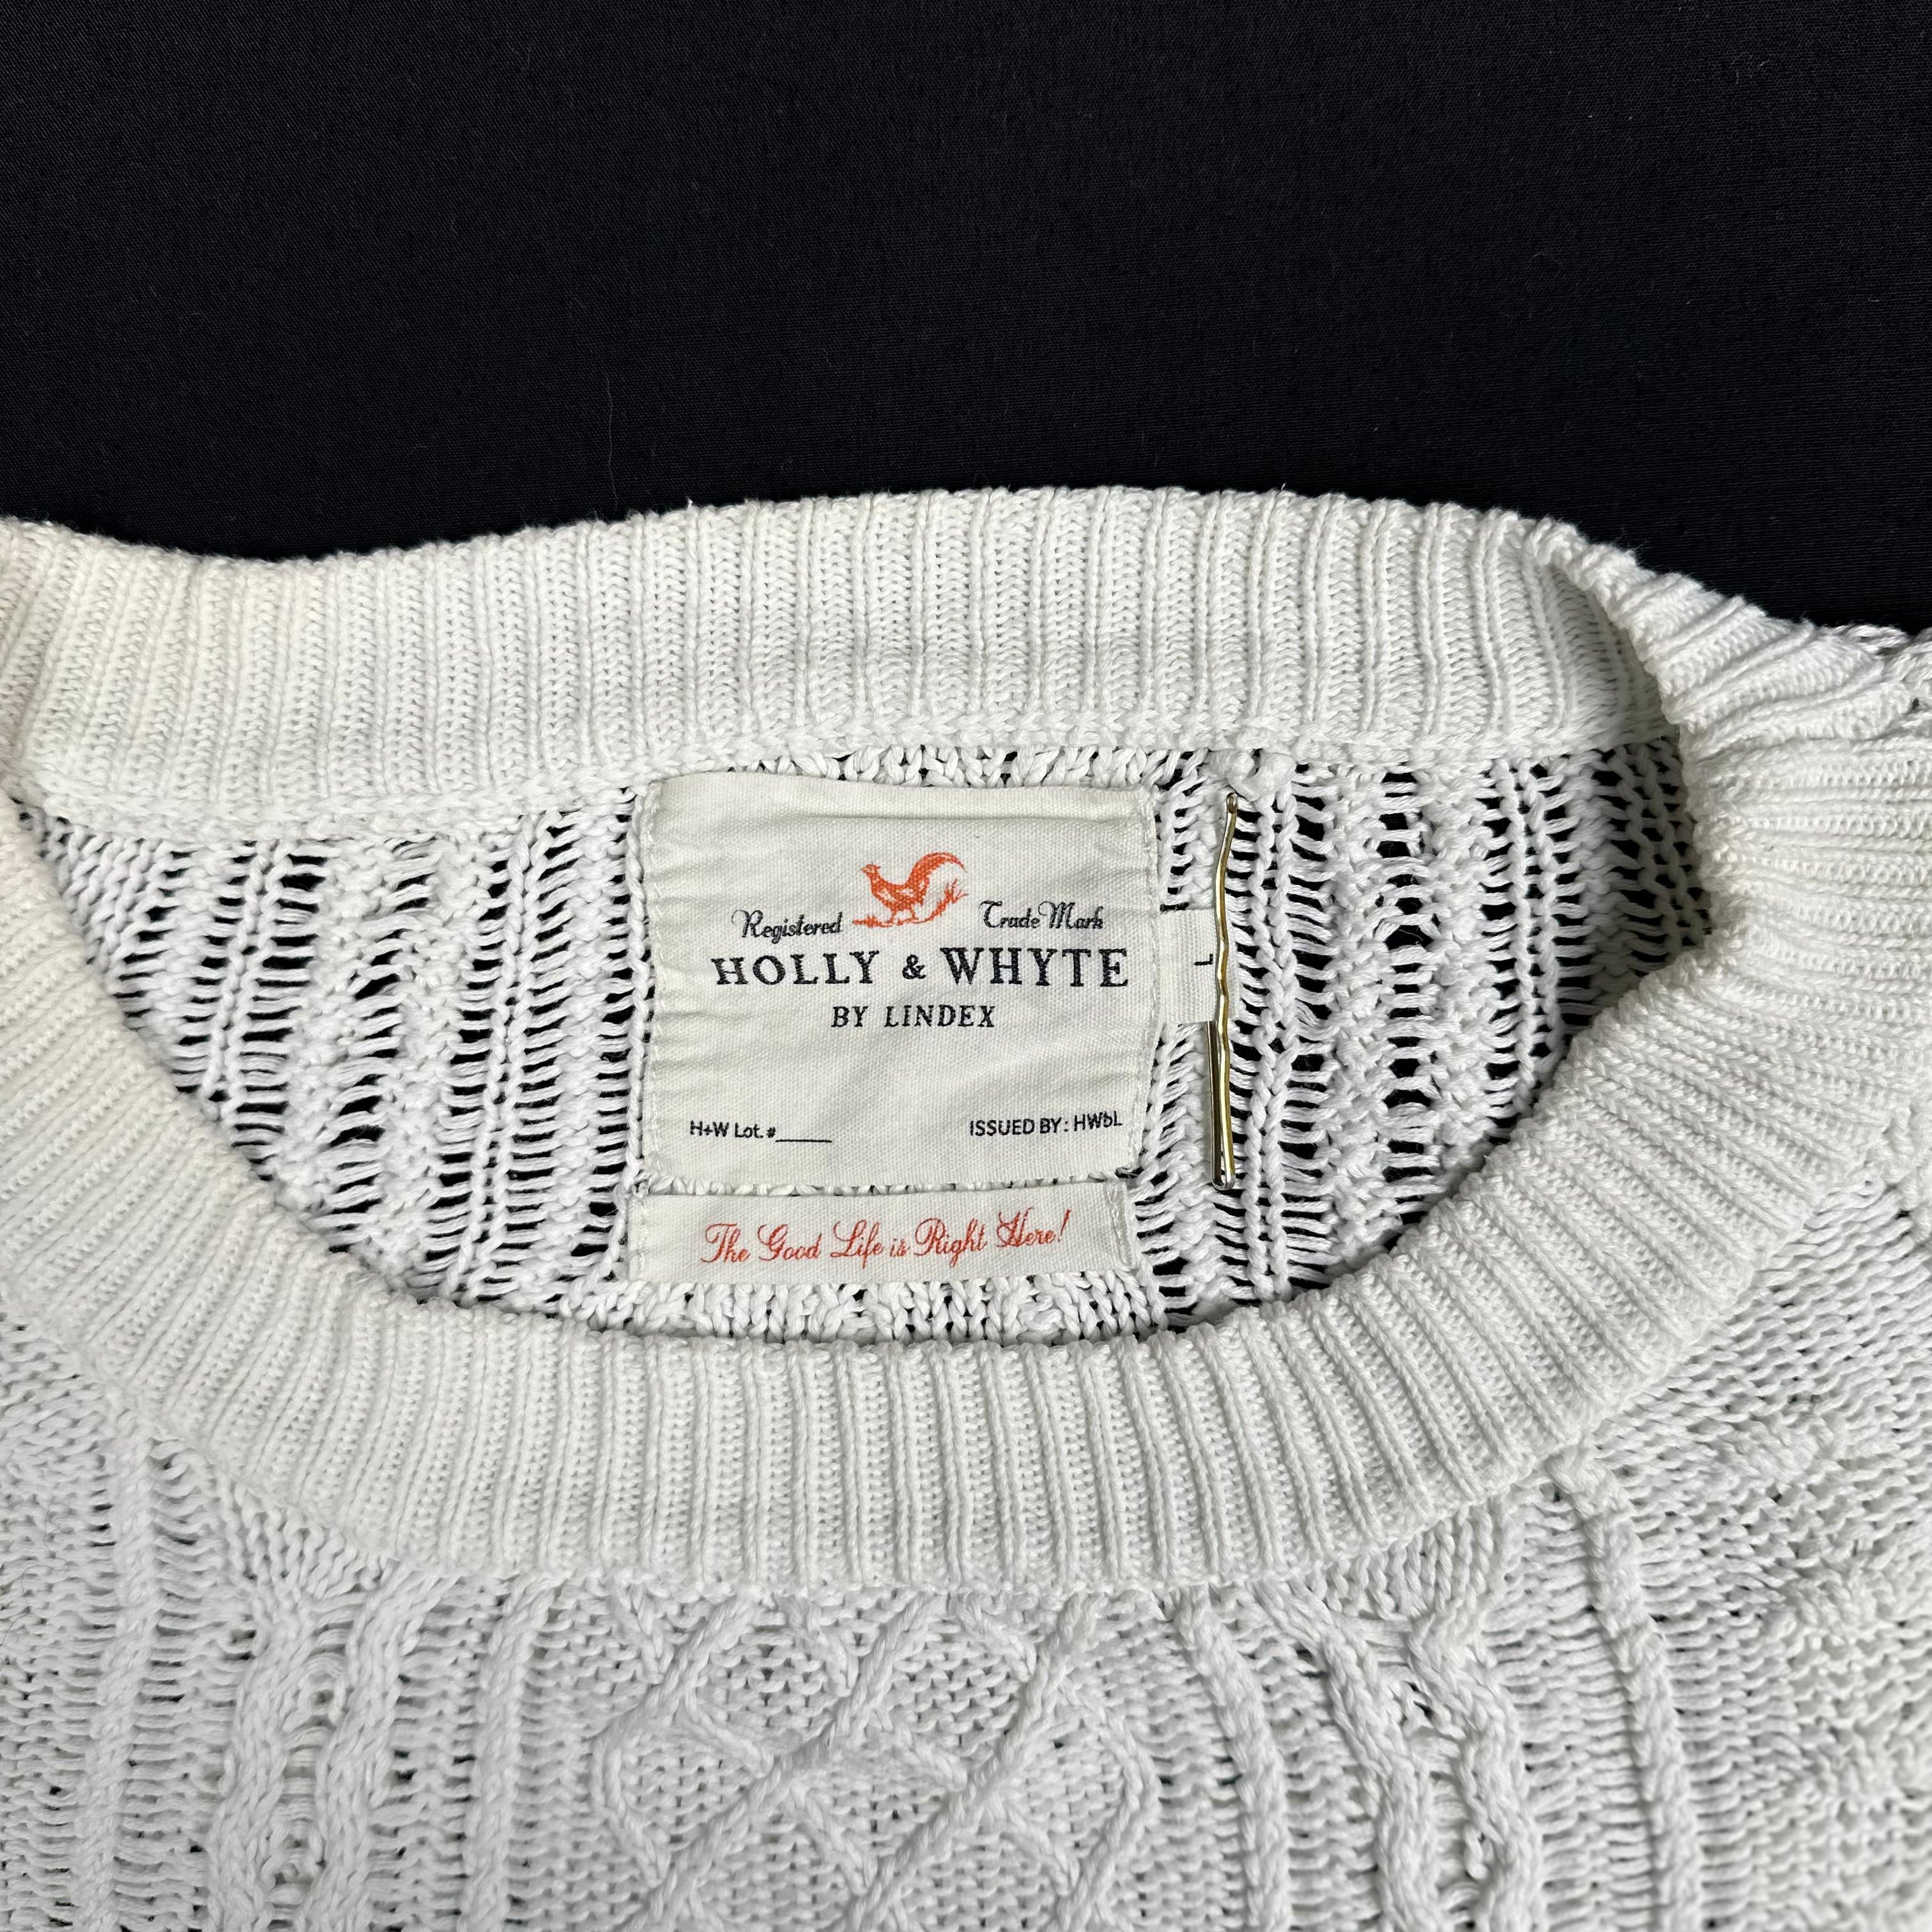 Registered Trade Mark
HOLLY & WHYTE
BY LINDEX
H+W Lot. #_____ ISSUED BY: HWbL
L
The Good Life is Right Here!